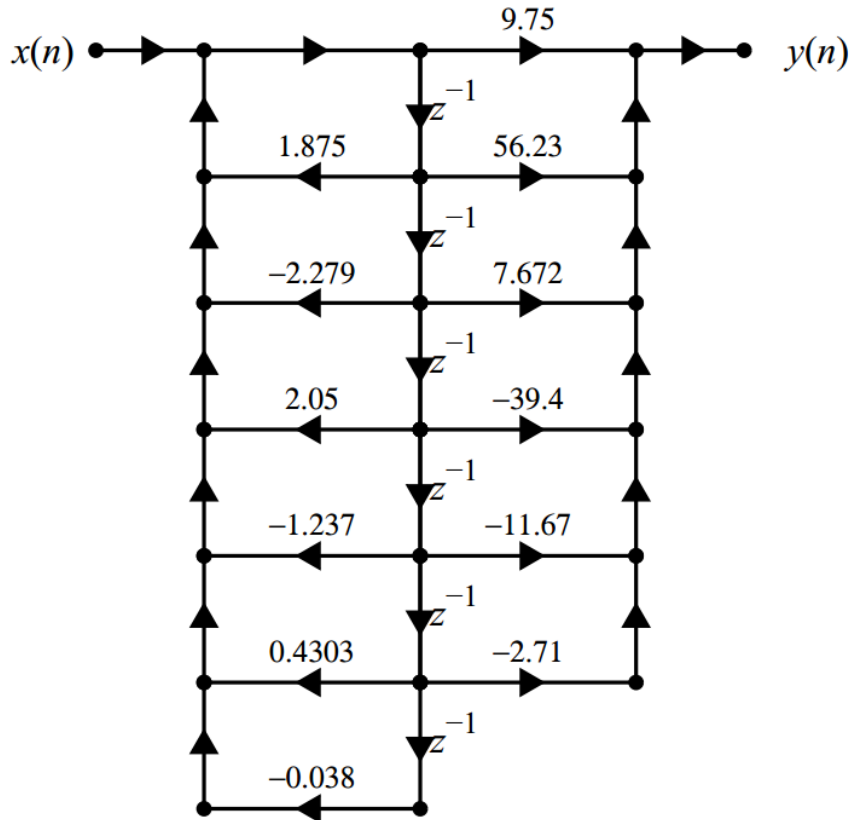 9.75
x(n) y(n)
z⁻¹
1.875 56.23
z⁻¹
–2.279 7.672
z⁻¹
2.05 –39.4
z⁻¹
–1.237 –11.67
z⁻¹
0.4303 –2.71
z⁻¹
–0.038